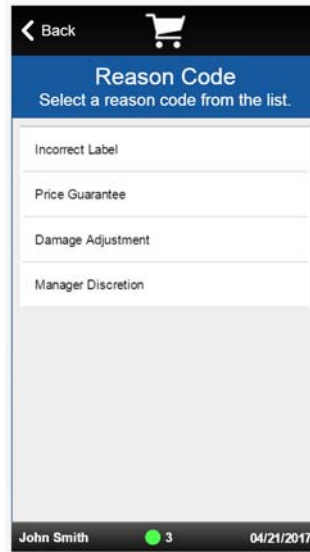 Back
Reason Code
Select a reason code from the list.
Incorrect Label
Price Guarantee
Damage Adjustment
Manager Discretion
John Smith 3 04/21/2017